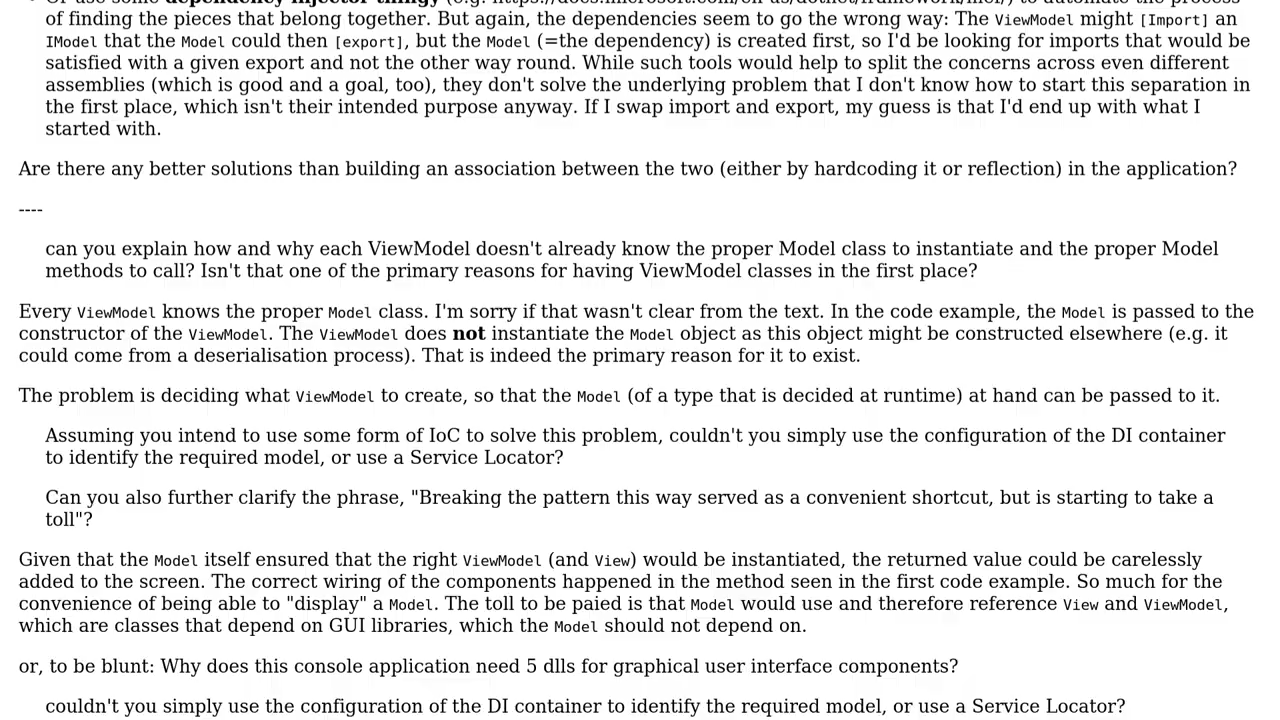 of finding the pieces that belong together. But again, the dependencies seem to go the wrong way: The ViewModel might [Import] an
IModel that the Model could then [export], but the Model (=the dependency) is created first, so I'd be looking for imports that would be
satisfied with a given export and not the other way round. While such tools would help to split the concerns across even different
assemblies (which is good and a goal, too), they don't solve the underlying problem that I don't know how to start this separation in
the first place, which isn't their intended purpose anyway. If I swap import and export, my guess is that I'd end up with what I
started with.
Are there any better solutions than building an association between the two (either by hardcoding it or reflection) in the application?
----
can you explain how and why each ViewModel doesn't already know the proper Model class to instantiate and the proper Model
methods to call? Isn't that one of the primary reasons for having ViewModel classes in the first place?
Every ViewModel knows the proper Model class. I'm sorry if that wasn't clear from the text. In the code example, the Model is passed to the
constructor of the ViewModel. The ViewModel does not instantiate the Model object as this object might be constructed elsewhere (e.g. it
could come from a deserialisation process). That is indeed the primary reason for it to exist.
The problem is deciding what ViewModel to create, so that the Model (of a type that is decided at runtime) at hand can be passed to it.
Assuming you intend to use some form of IoC to solve this problem, couldn't you simply use the configuration of the DI container
to identify the required model, or use a Service Locator?
Can you also further clarify the phrase, "Breaking the pattern this way served as a convenient shortcut, but is starting to take a
toll"?
Given that the Model itself ensured that the right ViewModel (and View) would be instantiated, the returned value could be carelessly
added to the screen. The correct wiring of the components happened in the method seen in the first code example. So much for the
convenience of being able to "display" a Model. The toll to be paied is that Model would use and therefore reference View and ViewModel,
which are classes that depend on GUI libraries, which the Model should not depend on.
or, to be blunt: Why does this console application need 5 dlls for graphical user interface components?
couldn't you simply use the configuration of the DI container to identify the required model, or use a Service Locator?